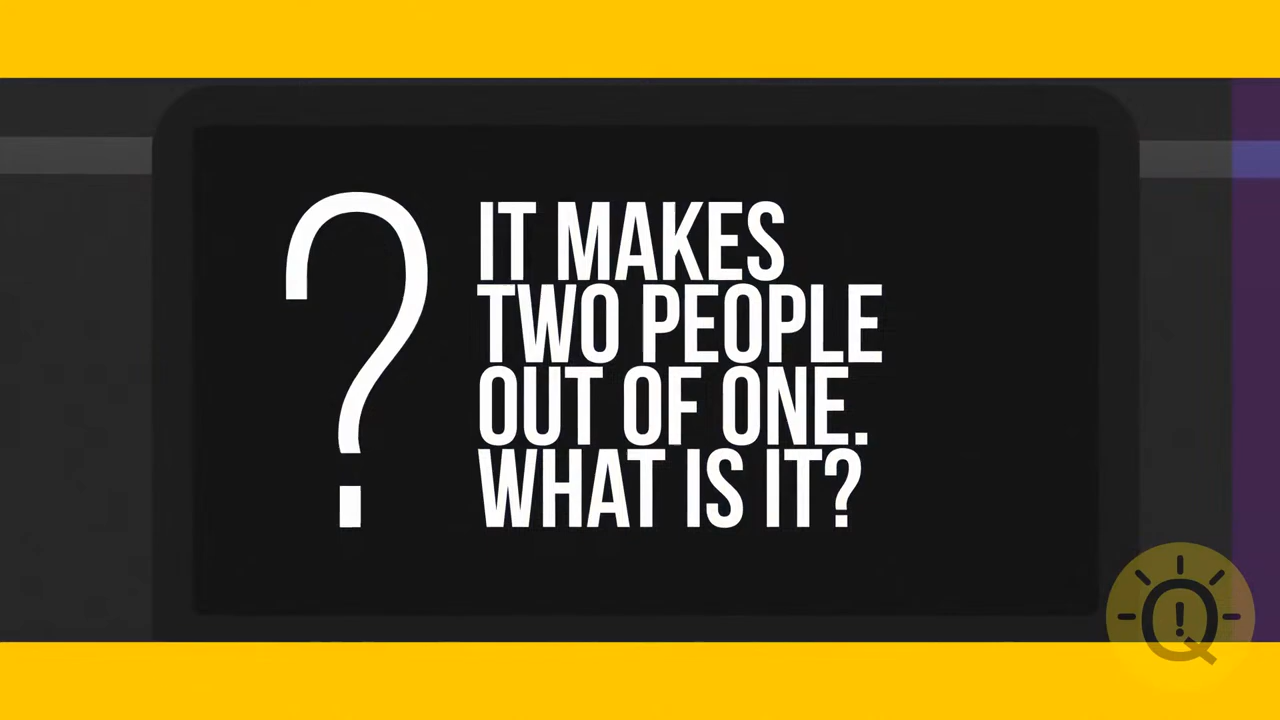 ?
IT MAKES
TWO PEOPLE
OUT OF ONE.
WHAT IS IT?
Q!